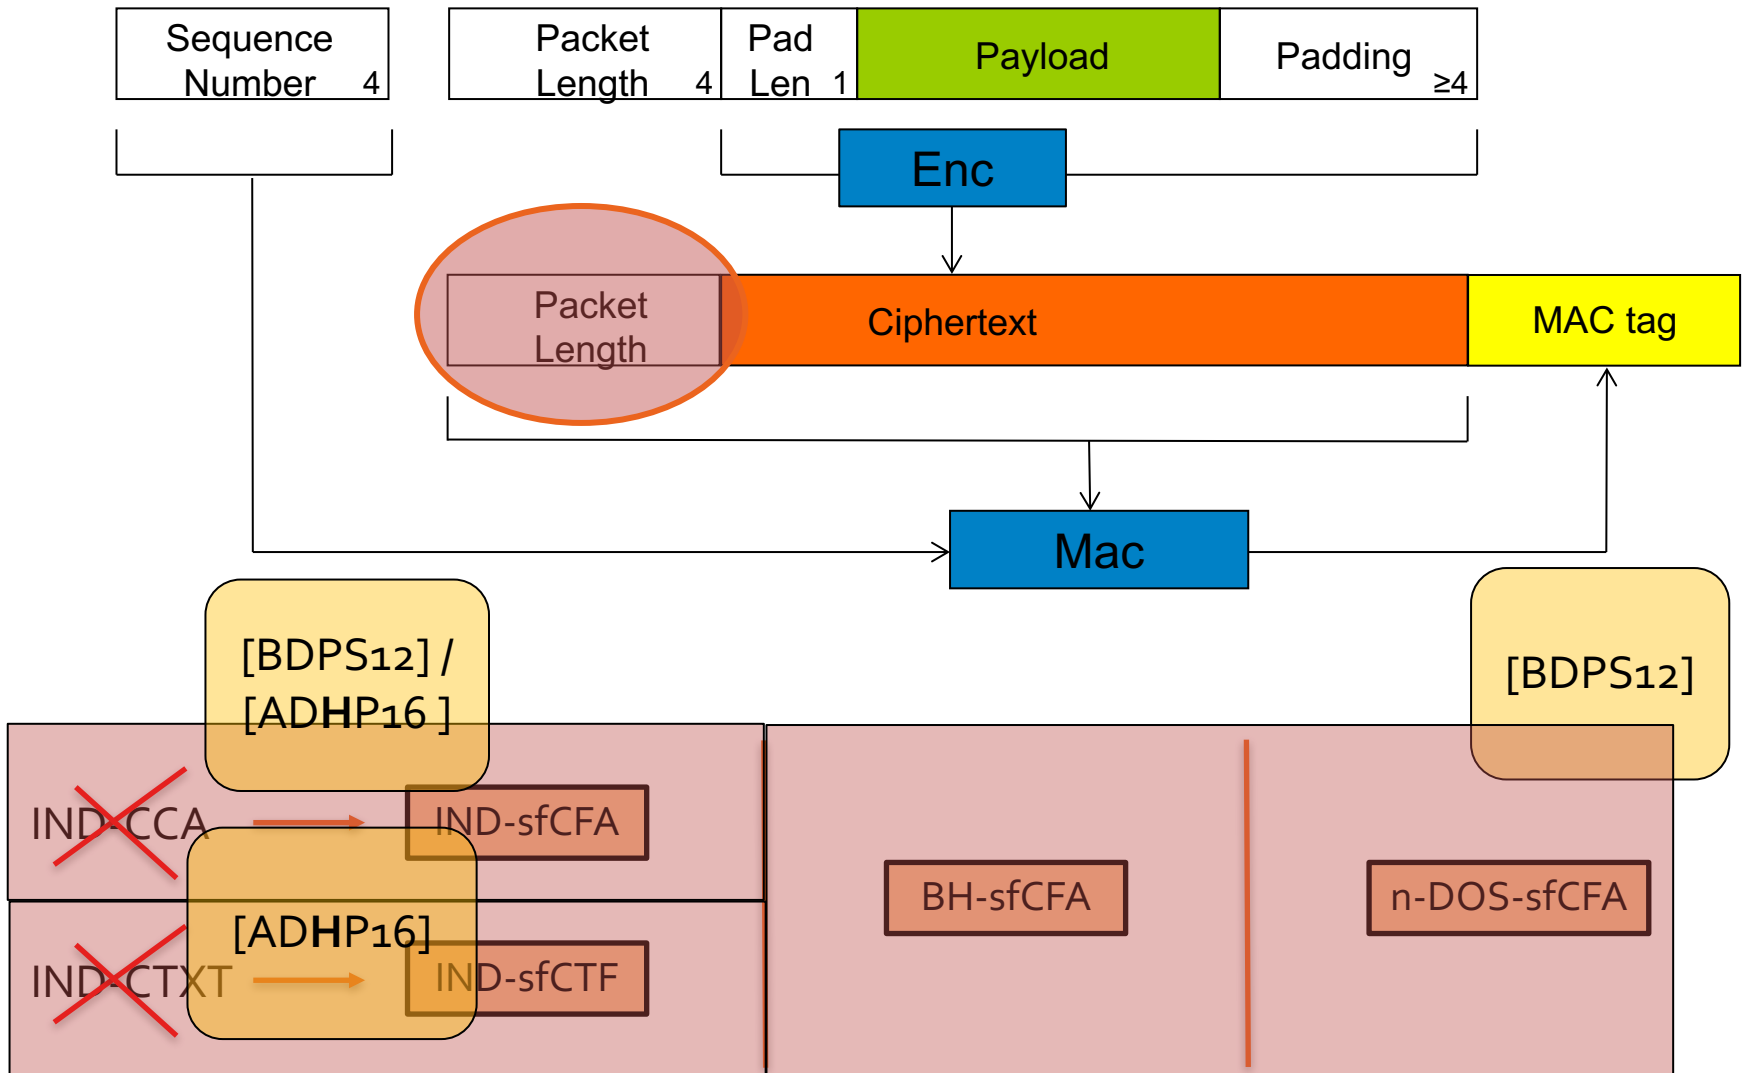 Sequence
Number 4
Packet
Length 4
Pad
Len 1
Payload
Padding
≥4
Enc
Packet
Length
Ciphertext
MAC tag
Mac
[BDPS12] /
[ADHP16 ]
[BDPS12]
IND-CCA
IND-sfCFA
[ADHP16]
IND-CTXT
IND-sfCTF
BH-sfCFA
n-DOS-sfCFA